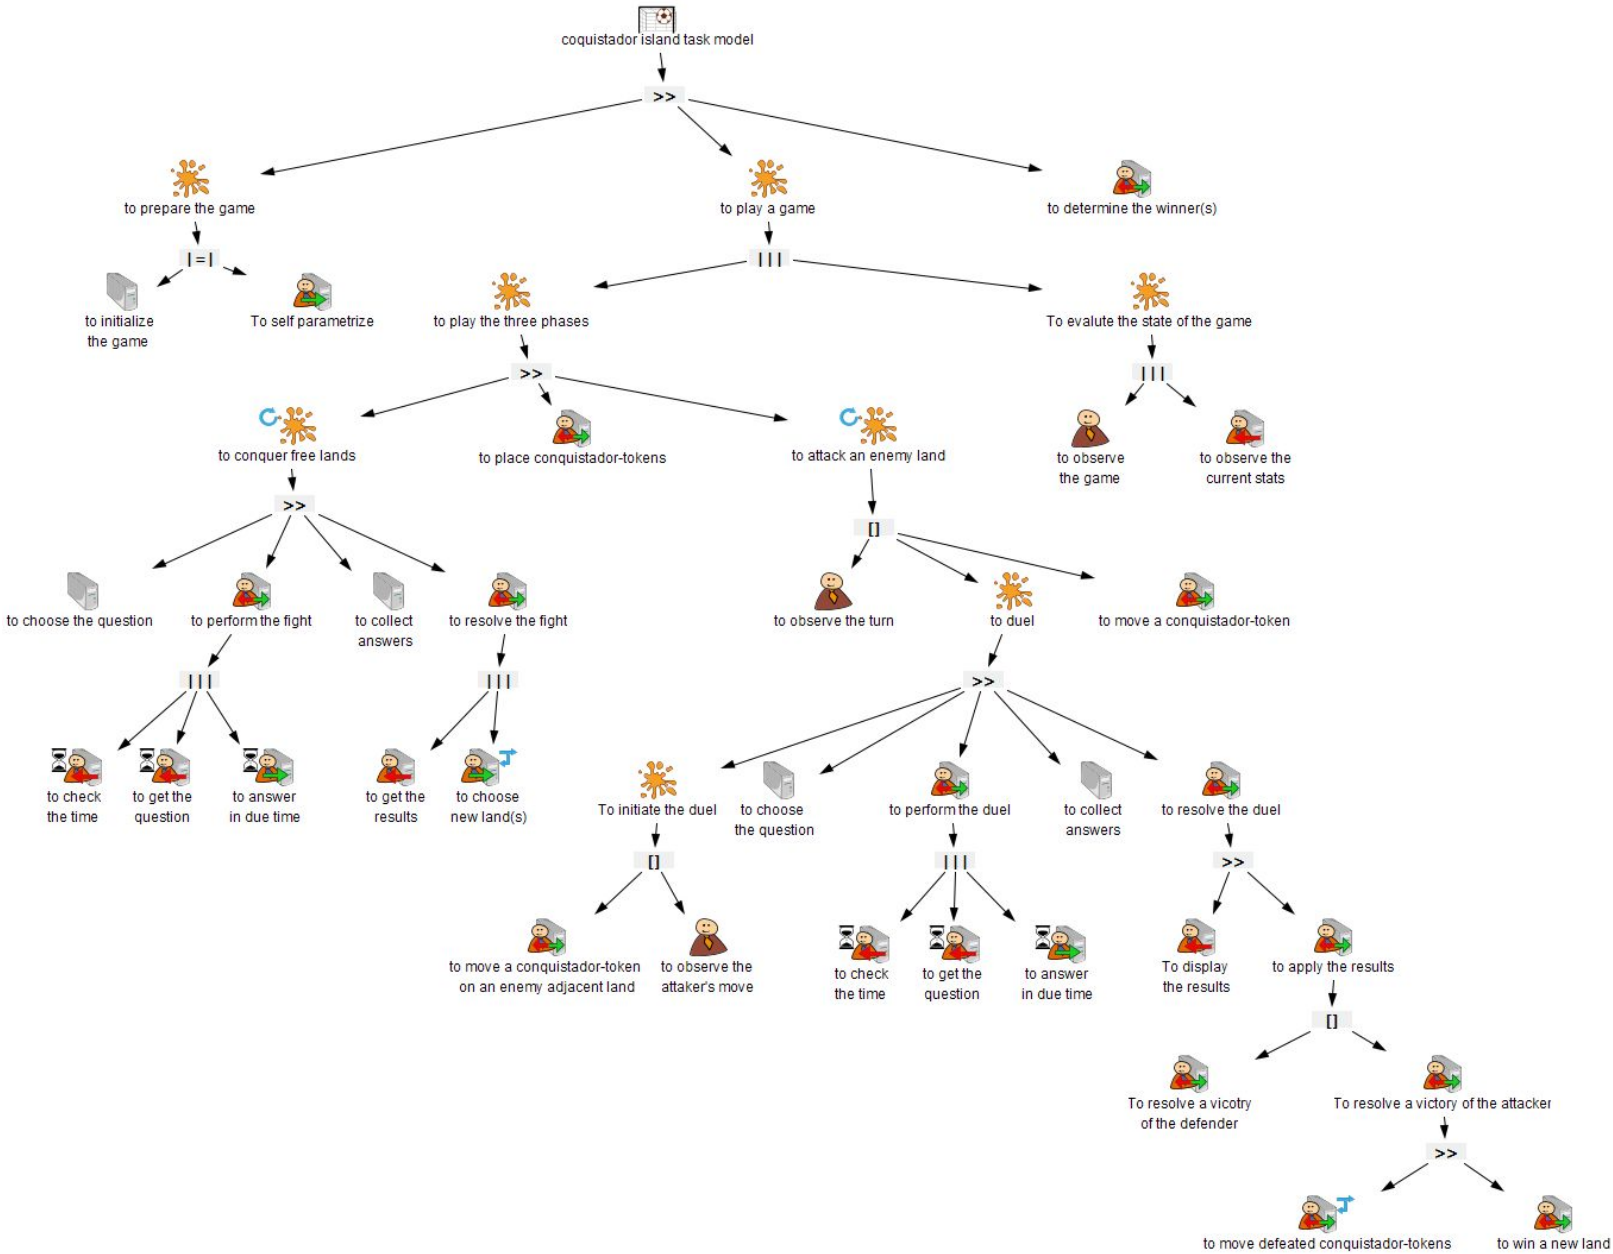 coquistador island task model
>>
to prepare the game
to play a game
to determine the winner(s)
|=|
|||
to initialize
the game
To self parametrize
to play the three phases
To evalute the state of the game
>>
|||
to conquer free lands
to place conquistador-tokens
to attack an enemy land
to observe
the game
to observe the
current stats
>>
[]
to choose the question
to perform the fight
to collect
answers
to resolve the fight
to observe the turn
to duel
to move a conquistador-token
|||
|||
>>
to check
the time
to get the
question
to answer
in due time
to get the
results
to choose
new land(s)
To initiate the duel
to choose
the question
to perform the duel
to collect
answers
to resolve the duel
[]
|||
>>
to move a conquistador-token
on an enemy adjacent land
to observe the
attaker's move
to check
the time
to get the
question
to answer
in due time
To display
the results
to apply the results
[]
To resolve a vicotry
of the defender
To resolve a victory of the attacker
>>
to move defeated conquistador-tokens
to win a new land